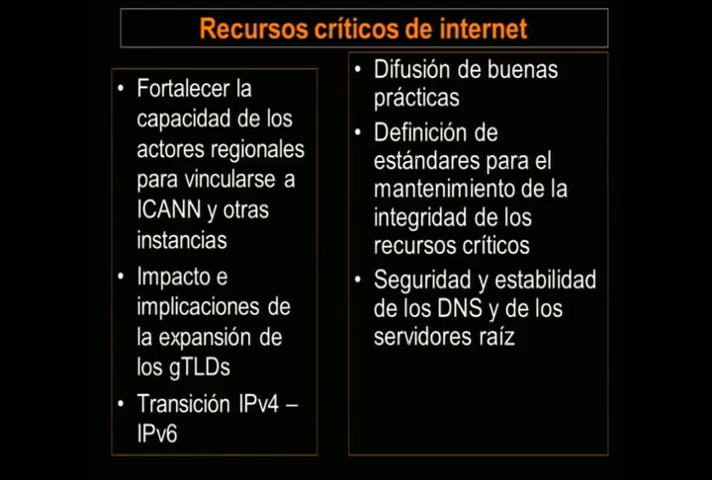 Recursos críticos de internet
• Fortalecer la
capacidad de los
actores regionales
para vincularse a
ICANN y otras
instancias
• Impacto e
implicaciones de
la expansión de
los gTLDs
• Transición IPv4 –
IPv6
• Difusión de buenas
prácticas
• Definición de
estándares para el
mantenimiento de la
integridad de los
recursos críticos
• Seguridad y estabilidad
de los DNS y de los
servidores raíz